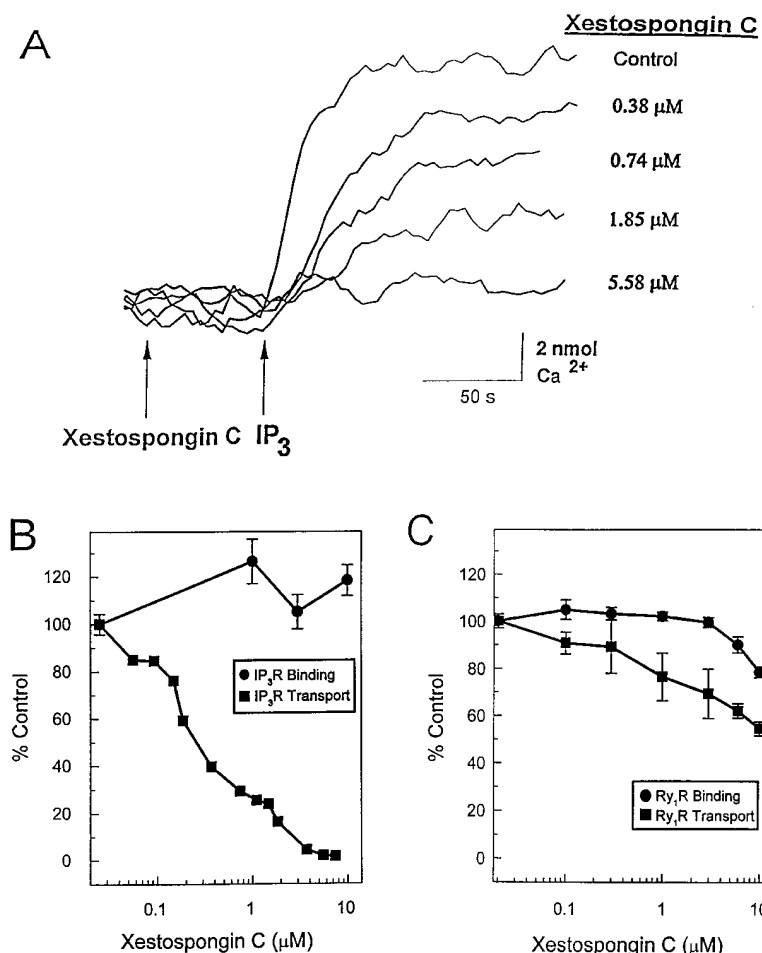 A
Xestospongin C
Control
0.38 µM
0.74 µM
1.85 µM
5.58 µM
2 nmol
Ca 2+
50 s
Xestospongin C IP3
B
120
100
80
60
40
20
0
% Control
IP3R Binding
IP3R Transport
0.1 1 10
Xestospongin C (µM)
C
120
100
80
60
40
20
0
% Control
Ry1R Binding
Ry1R Transport
0.1 1 10
Xestospongin C (µM)